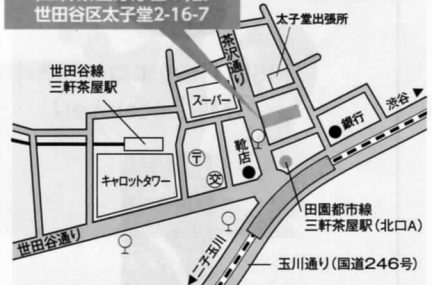 世田谷区太子堂2-16-7
太子堂出張所
茶沢通り
世田谷線
三軒茶屋駅
スーパー
渋谷
銀行
靴店
〒
交
キャロットタワー
田園都市線
三軒茶屋駅(北口A)
世田谷通り
二子玉川
玉川通り(国道246号)